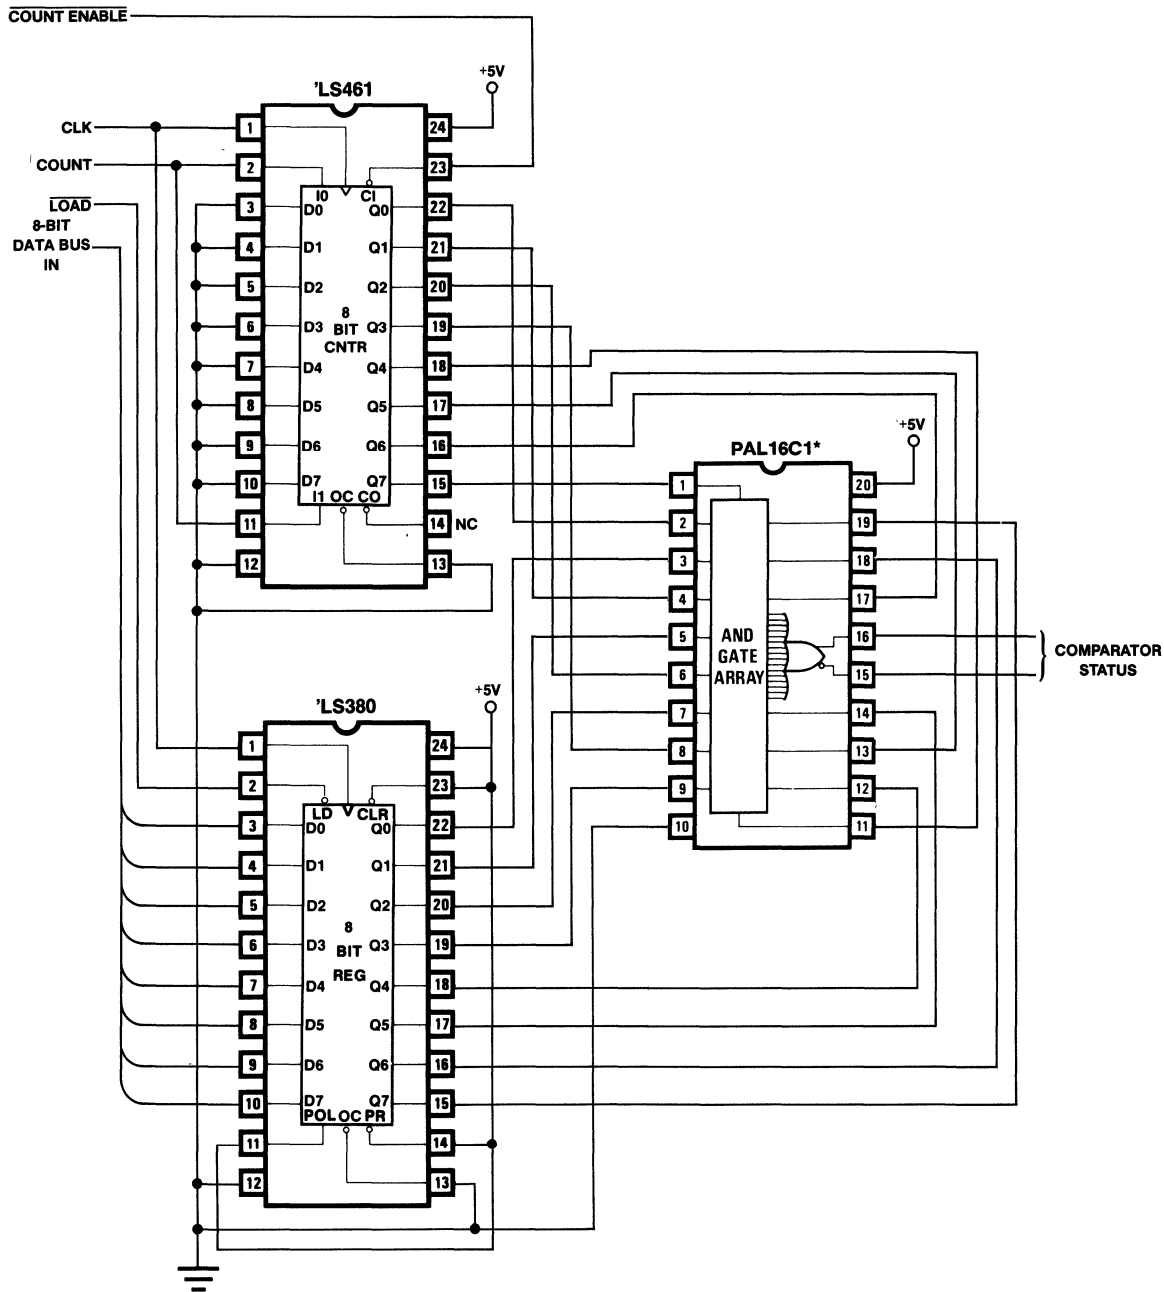 COUNT ENABLE
+5V
'LS461
CLK
1
24
COUNT
2
23
LOAD
I0
CI
3
D0
Q0
22
8-BIT
DATA BUS
IN
4
D1
Q1
21
5
D2
Q2
20
8
BIT
CNTR
6
D3
Q3
19
7
D4
Q4
18
8
D5
Q5
17
9
D6
Q6
16
10
D7
Q7
15
I1 OC CO
11
14
NC
12
13
+5V
PAL16C1*
1
20
2
19
3
18
4
17
5
16
6
15
AND
GATE
ARRAY
COMPARATOR
STATUS
7
14
8
13
9
12
10
11
+5V
'LS380
1
24
2
23
LD
CLR
3
D0
Q0
22
4
D1
Q1
21
5
D2
Q2
20
8
BIT
REG
6
D3
Q3
19
7
D4
Q4
18
8
D5
Q5
17
9
D6
Q6
16
10
D7
Q7
15
POL OC PR
11
14
12
13